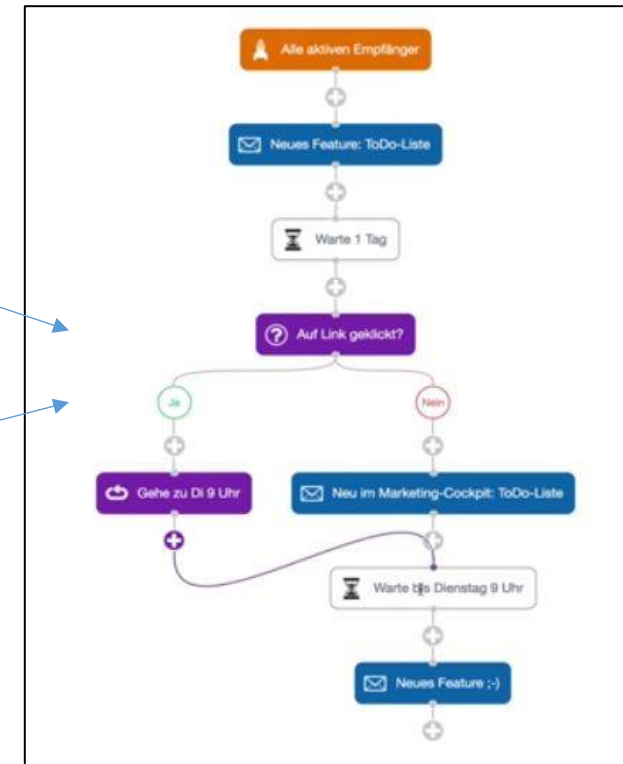 Alle aktiven Empfänger
Neues Feature: ToDo-Liste
Warte 1 Tag
Auf Link geklickt?
Ja
Nein
Gehe zu Di 9 Uhr
Neu im Marketing-Cockpit: ToDo-Liste
Warte bis Dienstag 9 Uhr
Neues Feature ;-)